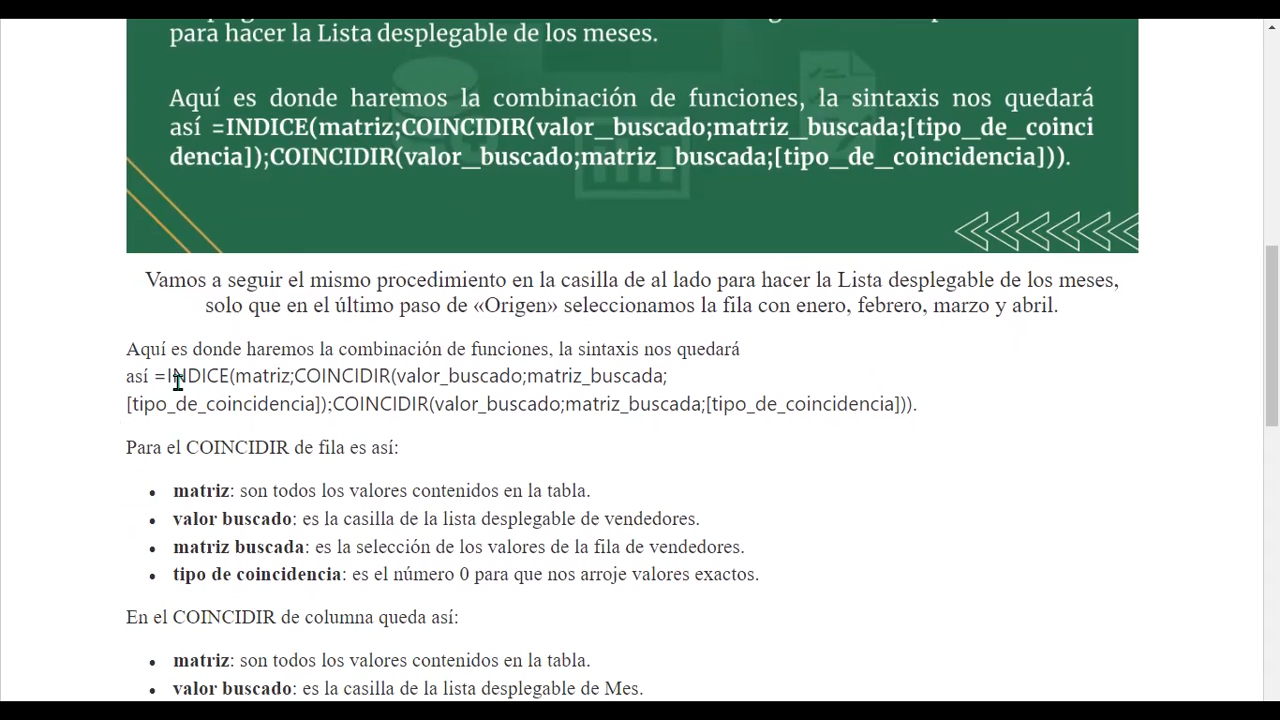 para hacer la Lista desplegable de los meses.
Aquí es donde haremos la combinación de funciones, la sintaxis nos quedará
así =INDICE(matriz;COINCIDIR(valor_buscado;matriz_buscada;[tipo_de_coinci
dencia]);COINCIDIR(valor_buscado;matriz_buscada;[tipo_de_coincidencia])).
Vamos a seguir el mismo procedimiento en la casilla de al lado para hacer la Lista desplegable de los meses,
solo que en el último paso de «Origen» seleccionamos la fila con enero, febrero, marzo y abril.
Aquí es donde haremos la combinación de funciones, la sintaxis nos quedará
así =INDICE(matriz;COINCIDIR(valor_buscado;matriz_buscada;
[tipo_de_coincidencia]);COINCIDIR(valor_buscado;matriz_buscada;[tipo_de_coincidencia])).
Para el COINCIDIR de fila es así:
• matriz: son todos los valores contenidos en la tabla.
• valor buscado: es la casilla de la lista desplegable de vendedores.
• matriz buscada: es la selección de los valores de la fila de vendedores.
• tipo de coincidencia: es el número 0 para que nos arroje valores exactos.
En el COINCIDIR de columna queda así:
• matriz: son todos los valores contenidos en la tabla.
• valor buscado: es la casilla de la lista desplegable de Mes.